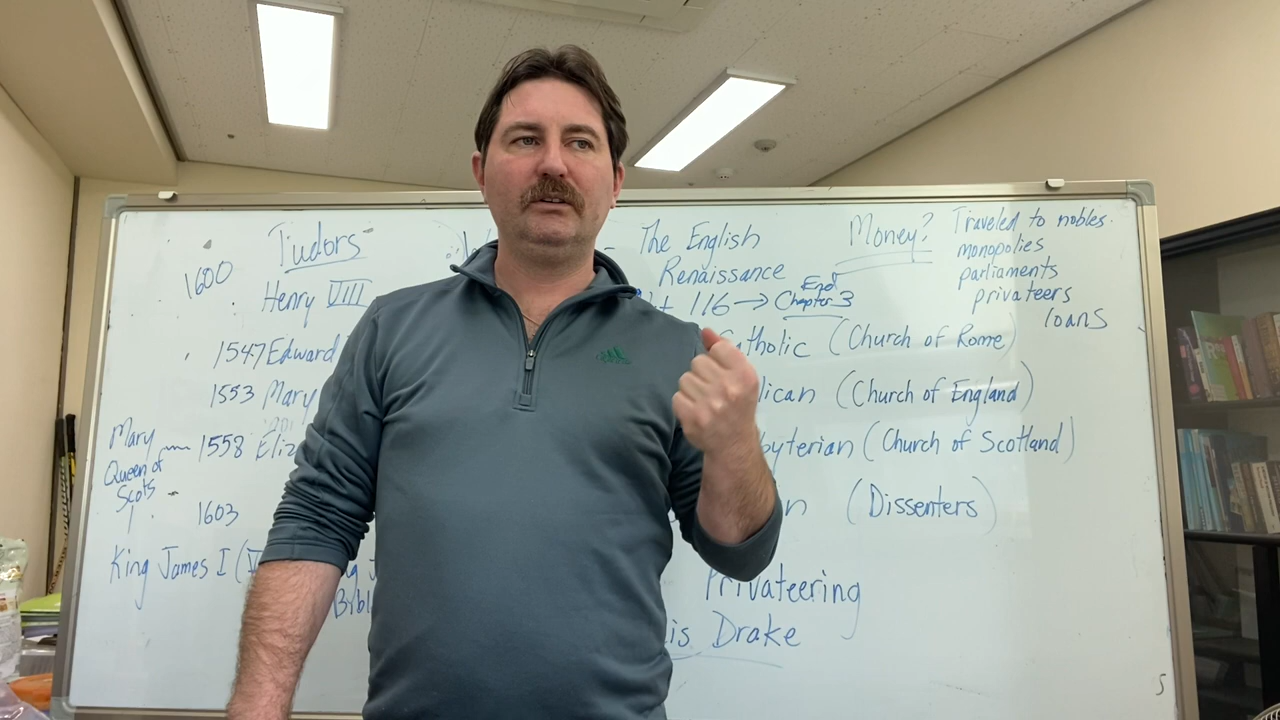 Tudors
1600
Henry VIII
1547 Edward
1553 Mary
Mary
Queen of
Scots
1558 Eliz
1603
King James I (V
Bibl
The English
Renaissance
116 → Chapter 3
End
Catholic (Church of Rome)
lican (Church of England)
byterian (Church of Scotland)
n (Dissenters)
Privateering
is Drake
Money?
Traveled to nobles.
monopolies
parliaments
privateers
loans
5